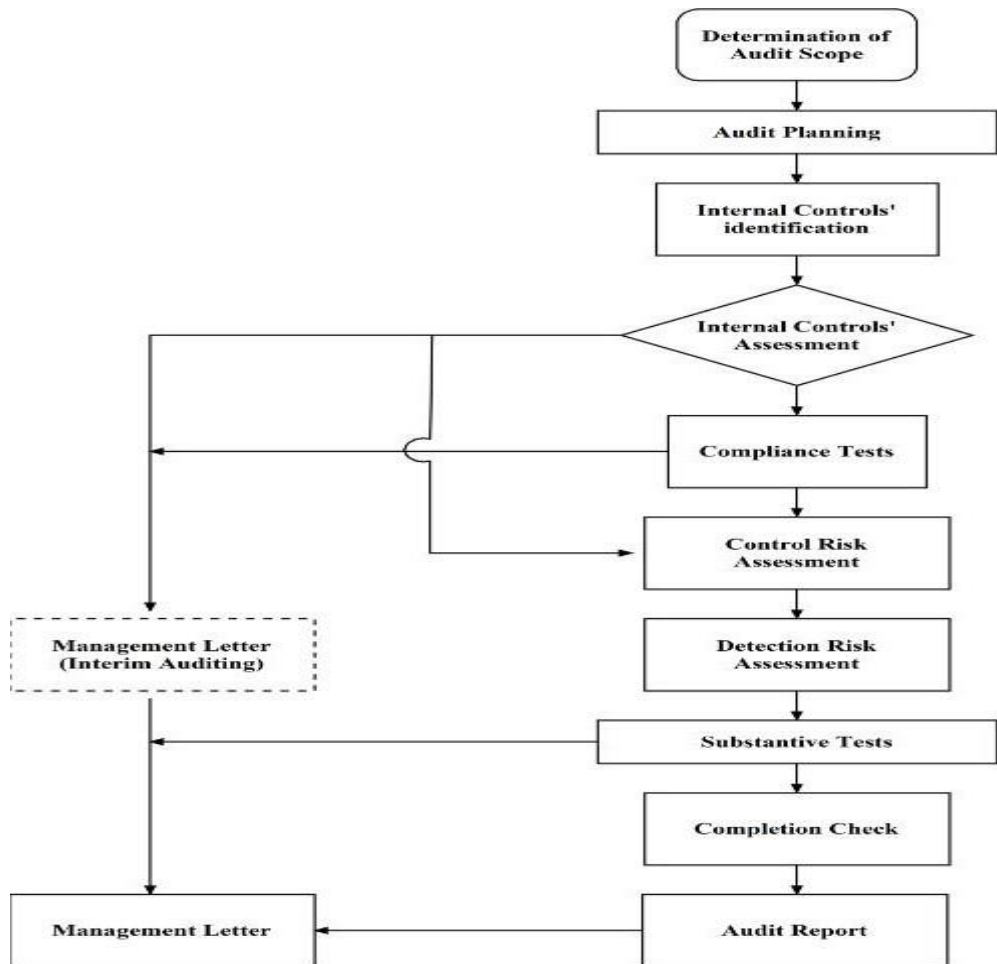 Determination of
Audit Scope
Audit Planning
Internal Controls'
identification
Internal Controls'
Assessment
Compliance Tests
Control Risk
Assessment
Management Letter
(Interim Auditing)
Detection Risk
Assessment
Substantive Tests
Completion Check
Management Letter
Audit Report